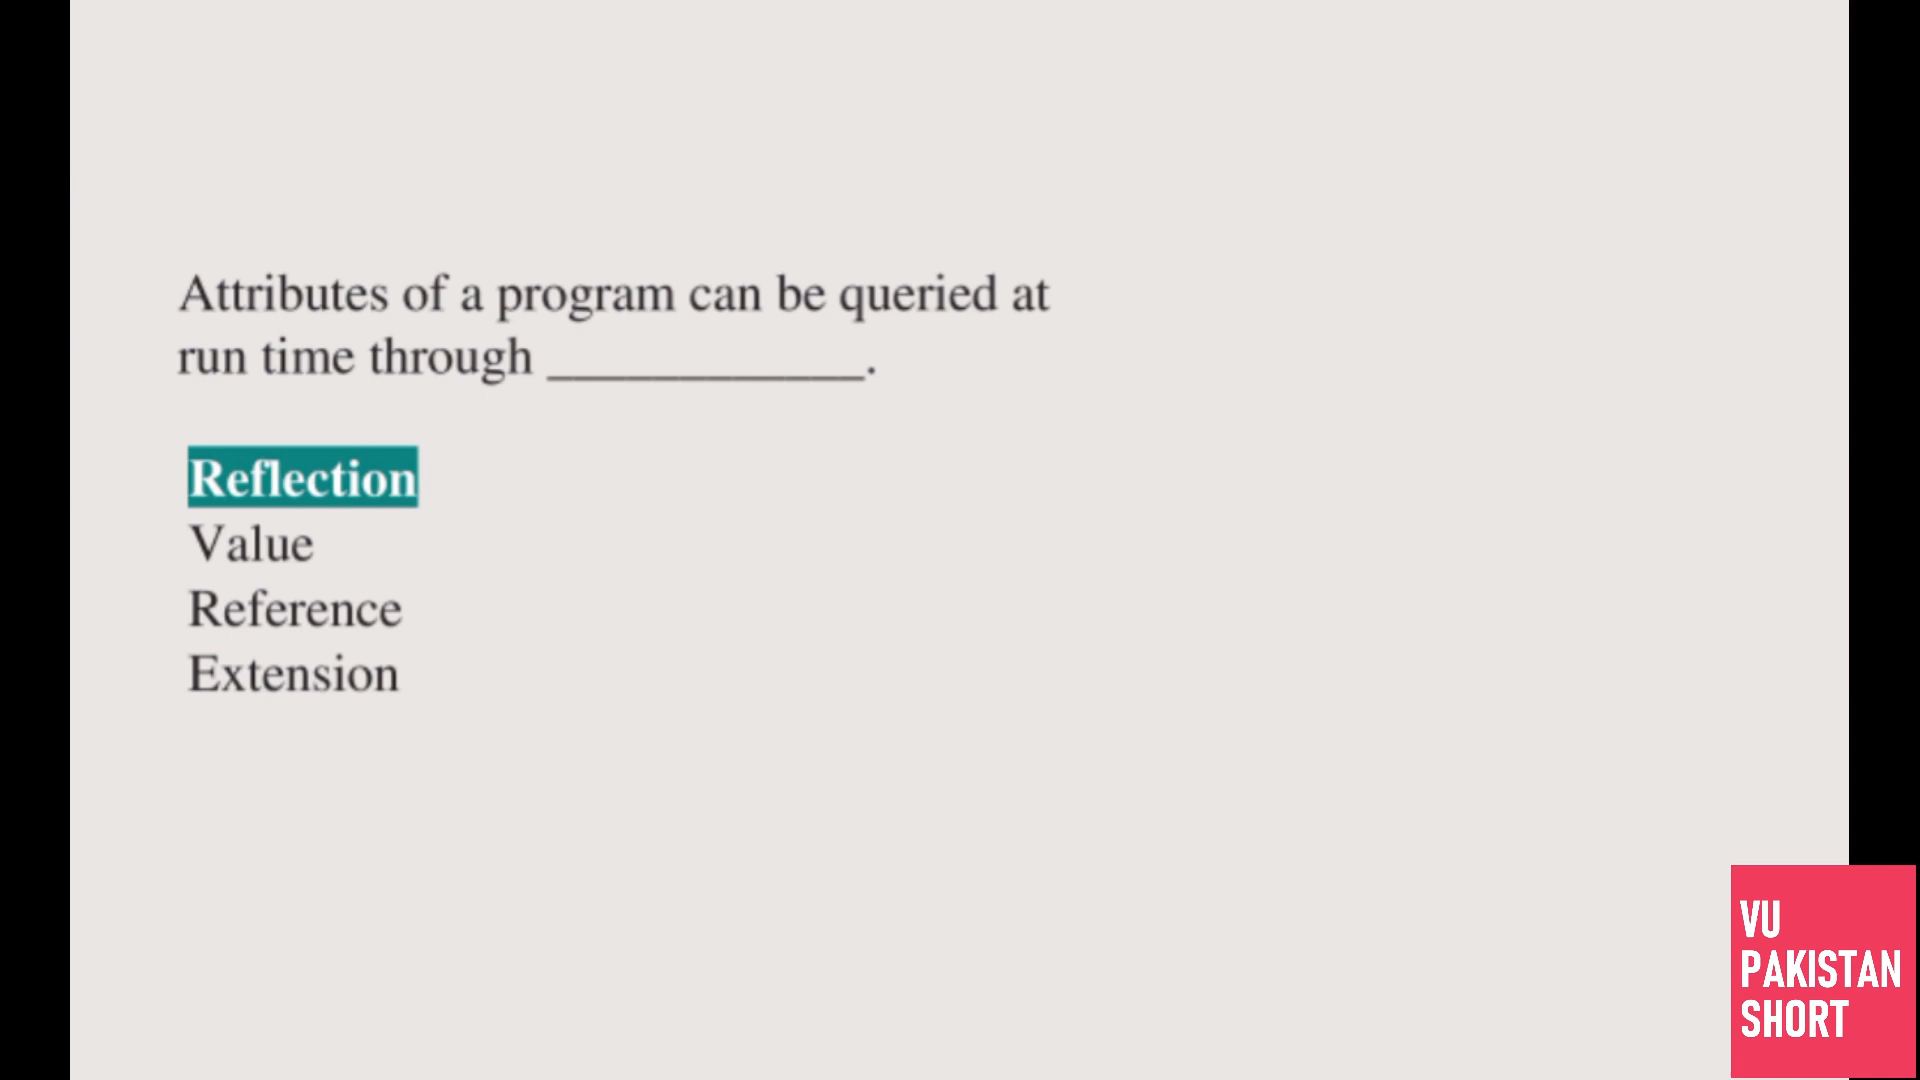 Attributes of a program can be queried at
run time through ____________.
Reflection
Value
Reference
Extension
VU
PAKISTAN
SHORT